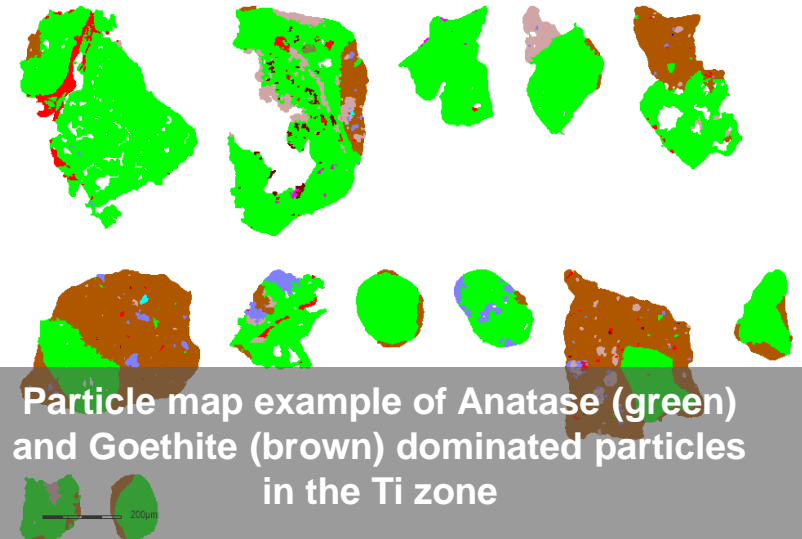 Particle map example of Anatase (green)
and Goethite (brown) dominated particles
in the Ti zone
200µm